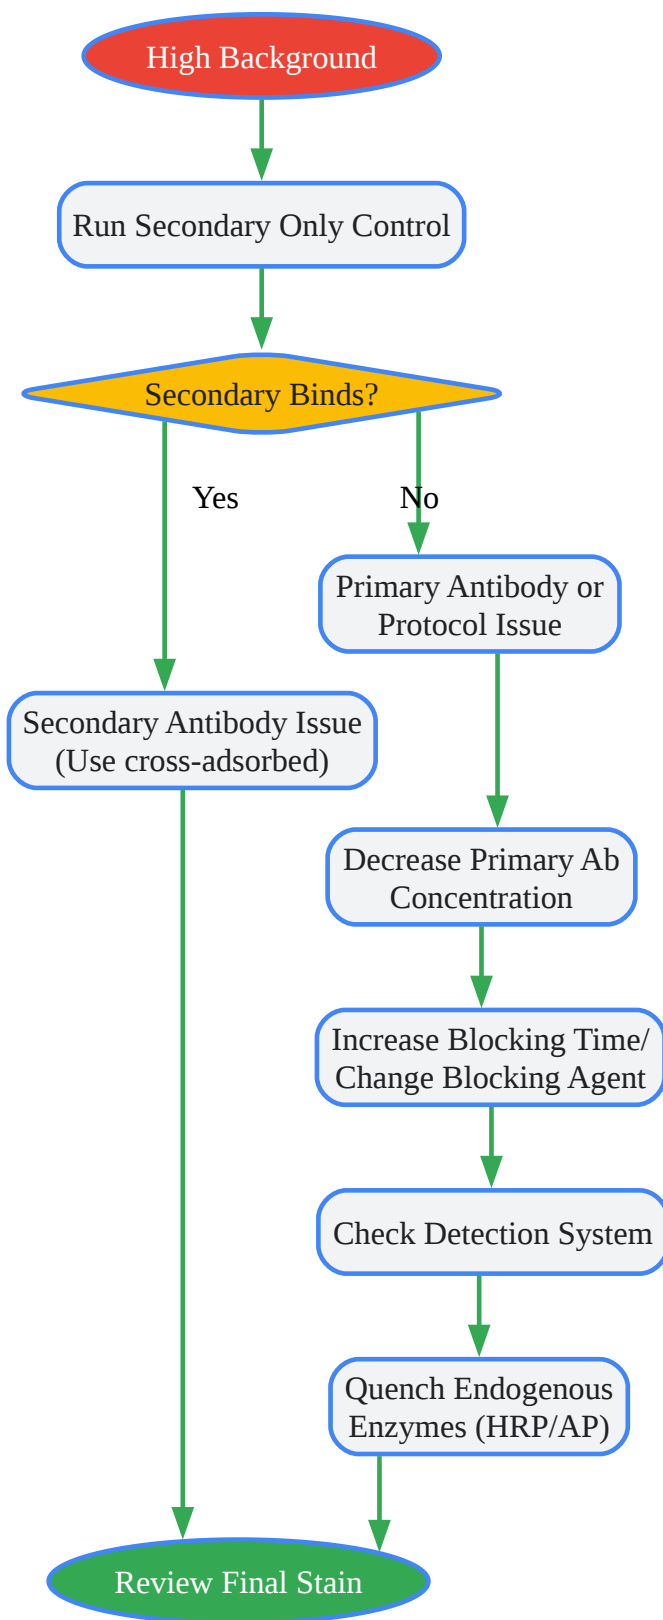 High Background
Run Secondary Only Control
Secondary Binds?
Yes
No
Primary Antibody or
Protocol Issue
Secondary Antibody Issue
(Use cross-adsorbed)
Decrease Primary Ab
Concentration
Increase Blocking Time/
Change Blocking Agent
Check Detection System
Quench Endogenous
Enzymes (HRP/AP)
Review Final Stain